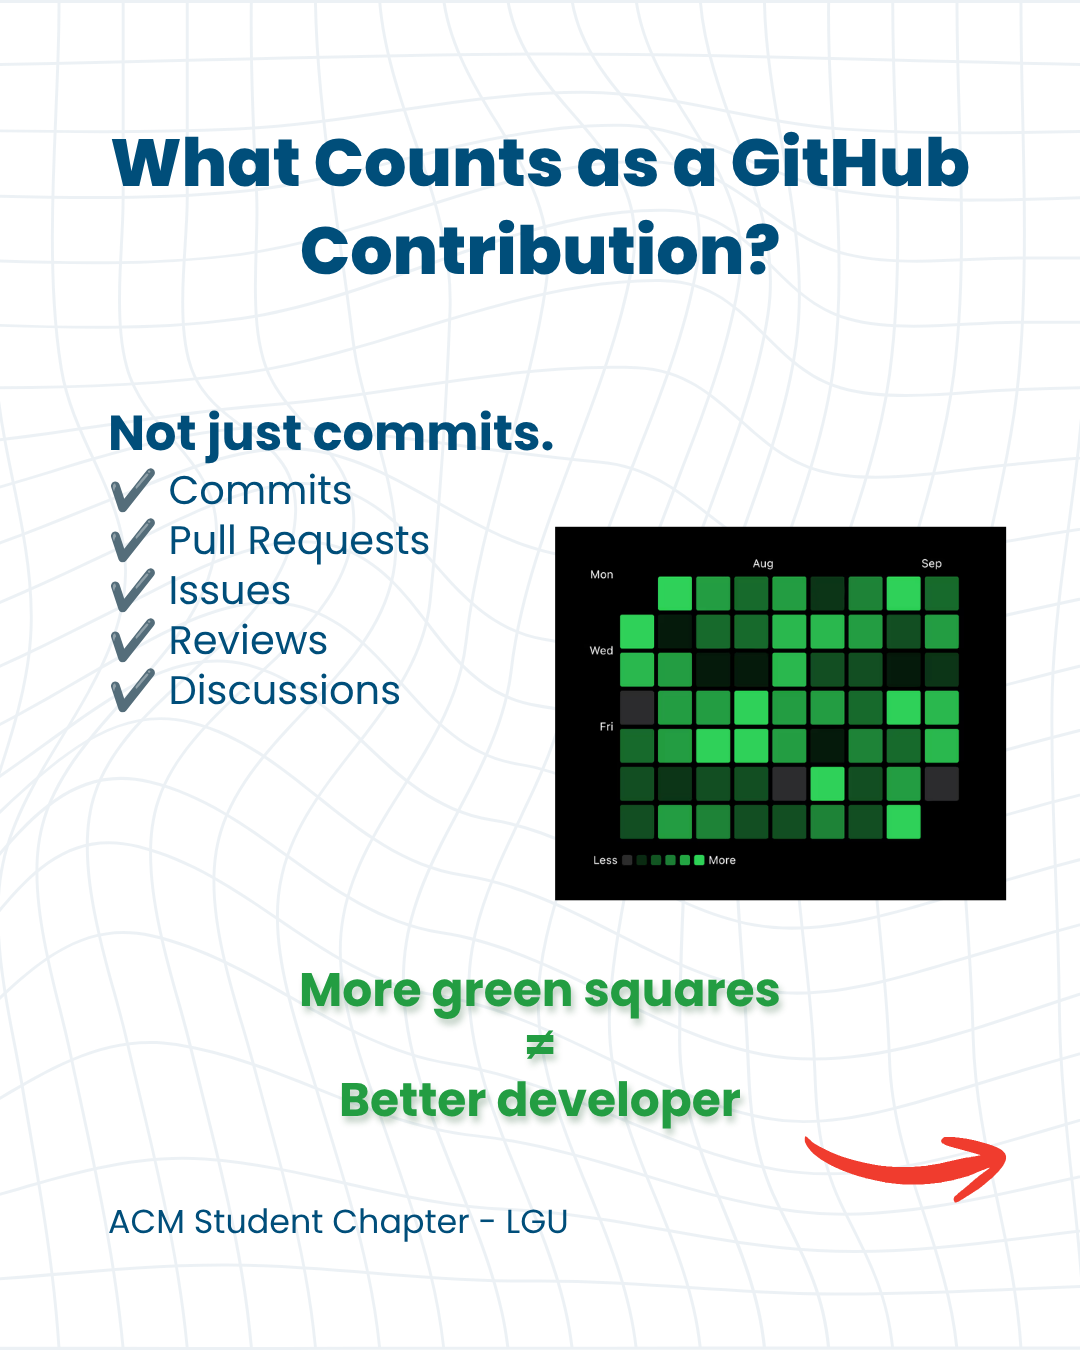 What Counts as a GitHub
Contribution?
Not just commits.
✔ Commits
✔ Pull Requests
✔ Issues
✔ Reviews
✔ Discussions
Aug Sep
Mon
Wed
Fri
Less More
More green squares
≠
Better developer
ACM Student Chapter - LGU